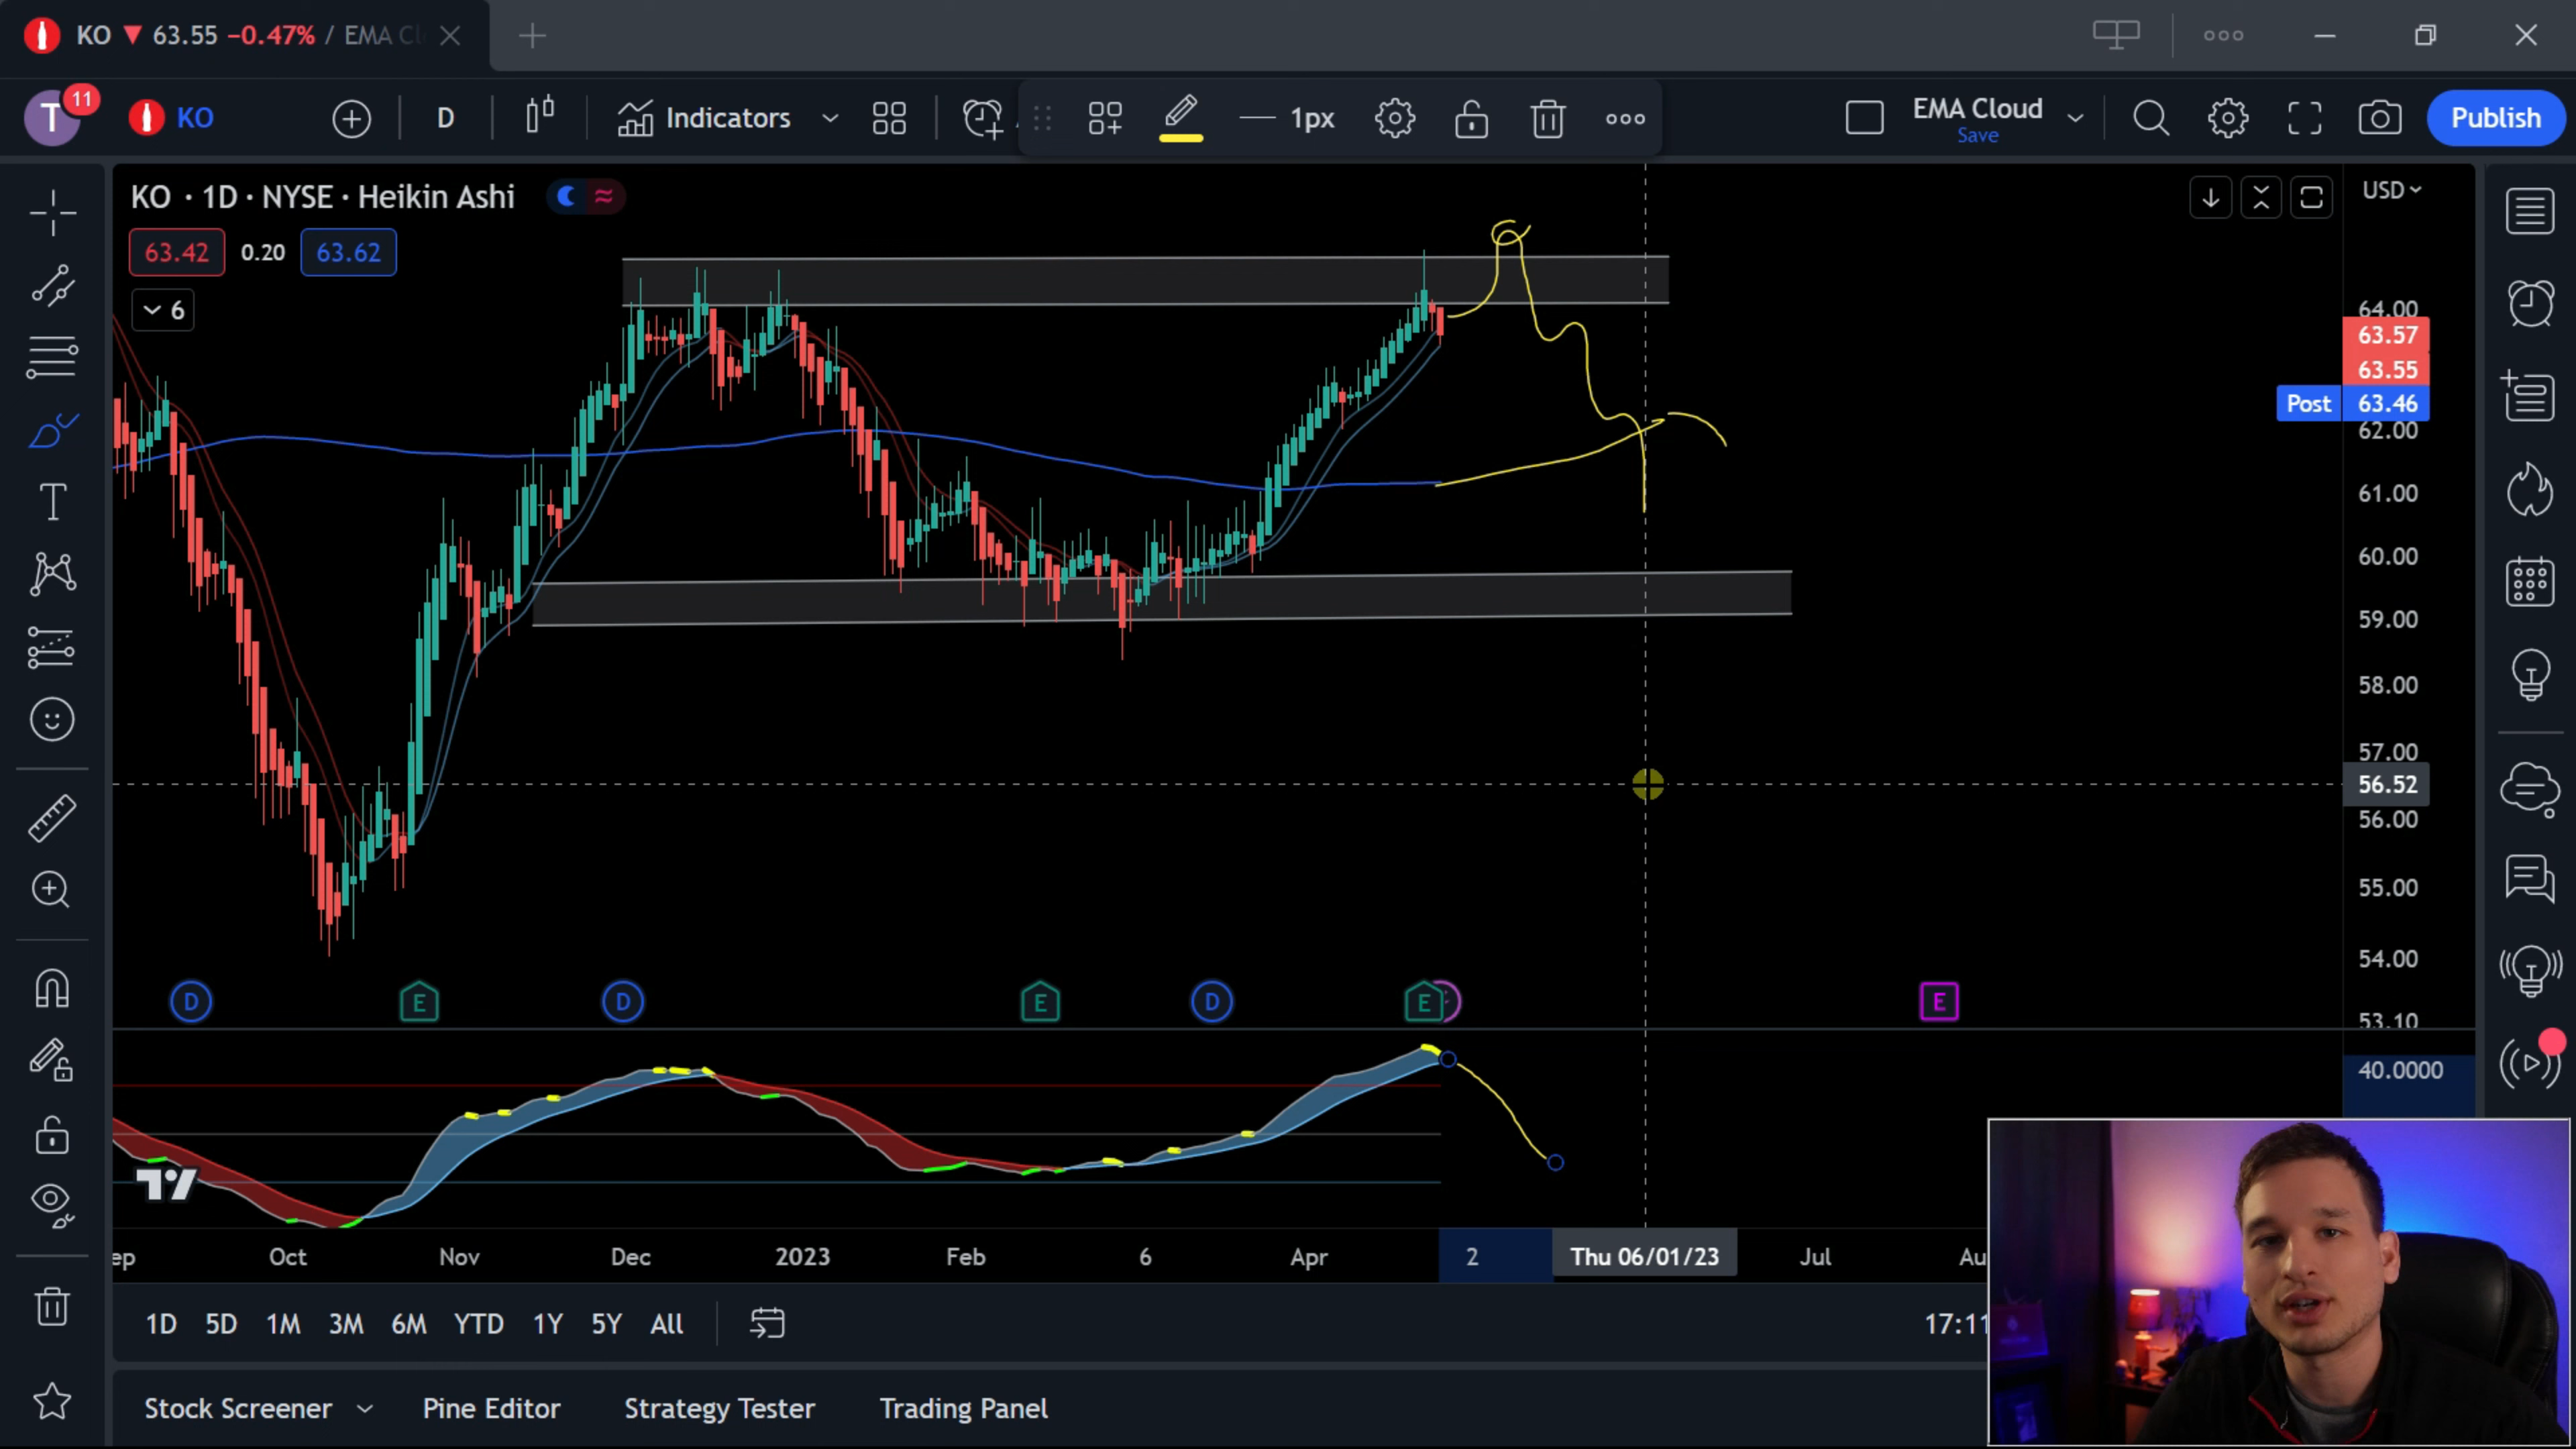 KO ▼ 63.55 −0.47% / EMA Cl
T 11 KO D Indicators 1px EMA Cloud Save Publish
KO · 1D · NYSE · Heikin Ashi
USD
63.42 0.20 63.62
6
64.00
63.57
63.55
Post 63.46
62.00
61.00
60.00
59.00
58.00
57.00
56.52
56.00
55.00
54.00
53.10
D E D E D E E
40.0000
ep Oct Nov Dec 2023 Feb 6 Apr 2 Thu 06/01/23 Jul Au
1D 5D 1M 3M 6M YTD 1Y 5Y All 17:11
Stock Screener Pine Editor Strategy Tester Trading Panel